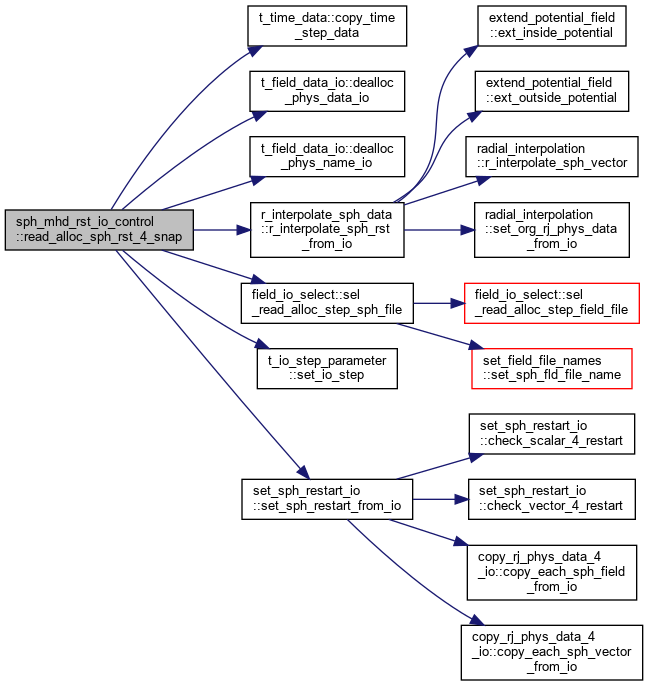 sph_mhd_rst_io_control
::read_alloc_sph_rst_4_snap
t_time_data::copy_time
_step_data
t_field_data_io::dealloc
_phys_data_io
t_field_data_io::dealloc
_phys_name_io
r_interpolate_sph_data
::r_interpolate_sph_rst
_from_io
field_io_select::sel
_read_alloc_step_sph_file
t_io_step_parameter
::set_io_step
set_sph_restart_io
::set_sph_restart_from_io
extend_potential_field
::ext_inside_potential
extend_potential_field
::ext_outside_potential
radial_interpolation
::r_interpolate_sph_vector
radial_interpolation
::set_org_rj_phys_data
_from_io
field_io_select::sel
_read_alloc_step_field_file
set_field_file_names
::set_sph_fld_file_name
set_sph_restart_io
::check_scalar_4_restart
set_sph_restart_io
::check_vector_4_restart
copy_rj_phys_data_4
_io::copy_each_sph_field
_from_io
copy_rj_phys_data_4
_io::copy_each_sph_vector
_from_io